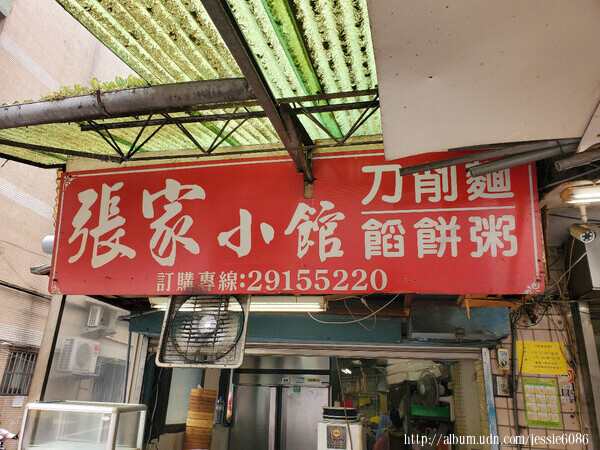 張家小館
刀削麵
餡餅粥
訂購專線:29155220
http://album.udn.com/jessie6086